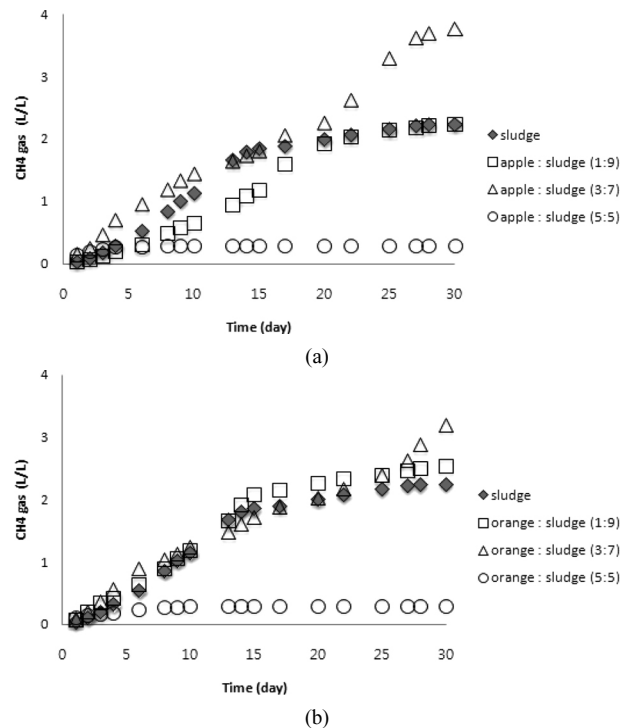 4
3
2
1
0
CH4 gas (L/L)
0 5 10 15 20 25 30
Time (day)
sludge
apple : sludge (1:9)
apple : sludge (3:7)
apple : sludge (5:5)
(a)
4
3
2
1
0
CH4 gas (L/L)
0 5 10 15 20 25 30
Time (day)
sludge
orange : sludge (1:9)
orange : sludge (3:7)
orange : sludge (5:5)
(b)